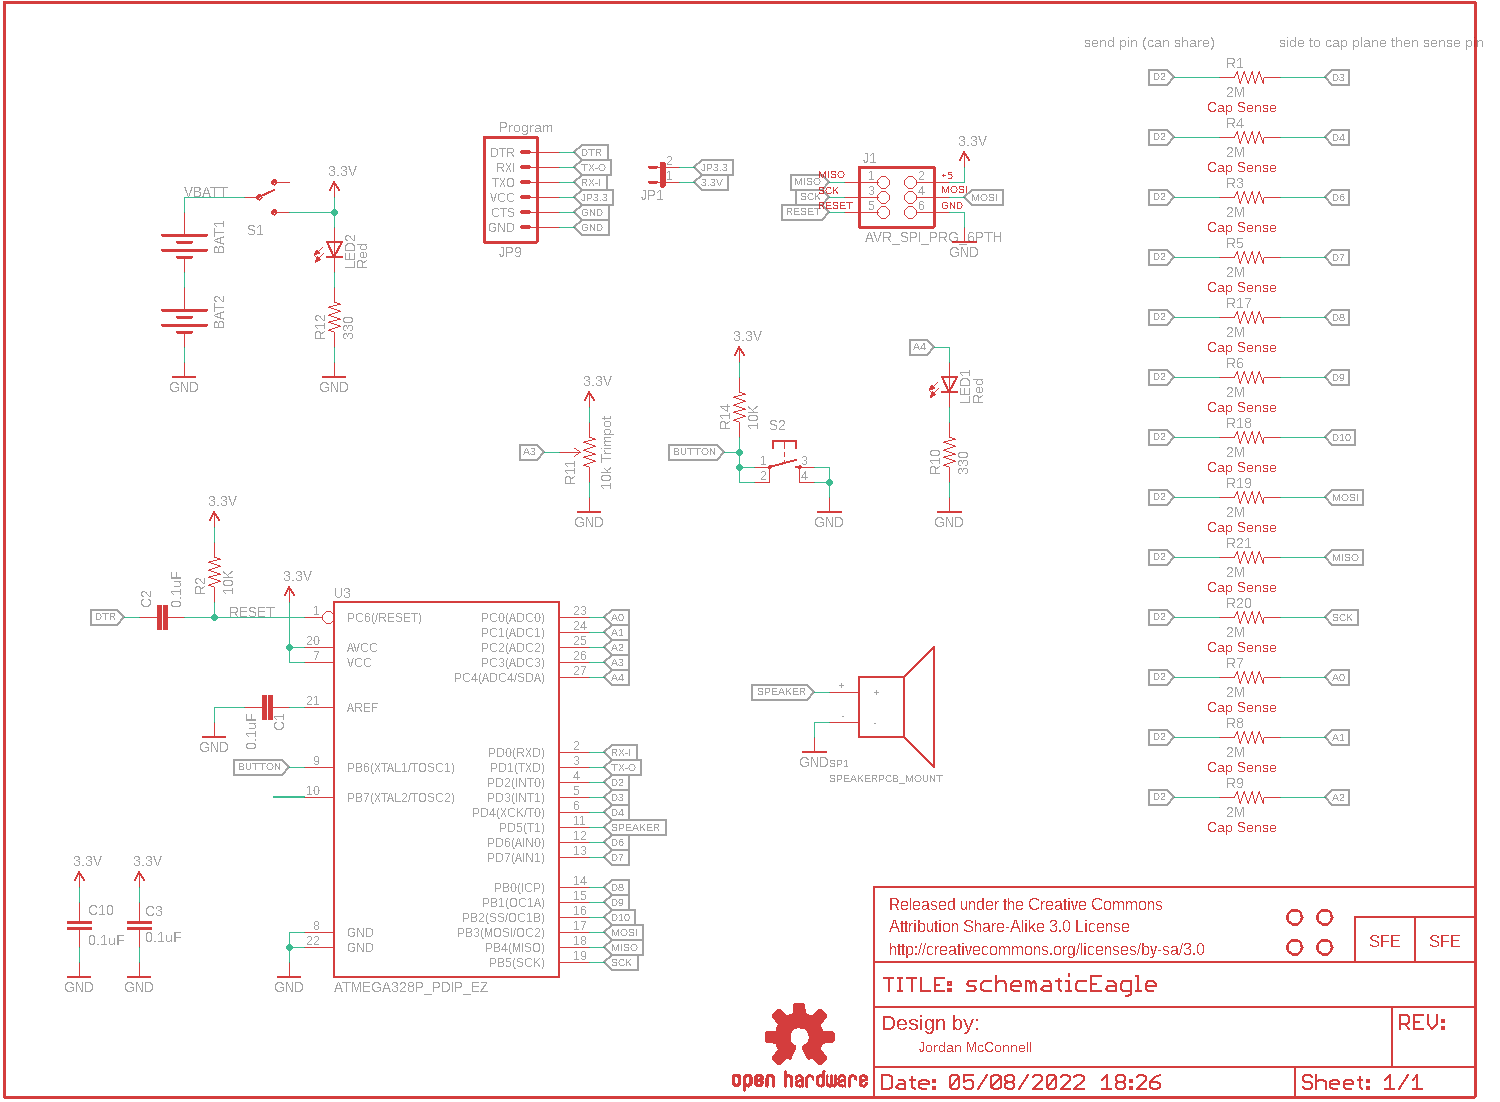 send pin (can share) side to cap plane then sense pin
R1
D2 D3
2M
Cap Sense
R4
D2 D4
2M
Cap Sense
R3
D2 D6
2M
Cap Sense
R5
D2 D7
2M
Cap Sense
R17
D2 D8
2M
Cap Sense
R6
D2 D9
2M
Cap Sense
R18
D2 D10
2M
Cap Sense
R19
D2 MOSI
2M
Cap Sense
R21
D2 MISO
2M
Cap Sense
R20
D2 SCK
2M
Cap Sense
R7
D2 A0
2M
Cap Sense
R8
D2 A1
2M
Cap Sense
R9
D2 A2
2M
Cap Sense
3.3V
VBATT
S1
BAT1
BAT2
GND
LED2
Red
R12
330
GND
Program
DTR DTR
RXI TX-O
TXO RX-I
VCC JP3.3
CTS GND
GND GND
JP9
2 JP3.3
1 3.3V
JP1
J1
3.3V
MISO MISO 1 2 +5
SCK SCK 3 4 MOSI MOSI
RESET RESET 5 6 GND
AVR_SPI_PRG_6PTH
GND
3.3V
A3
R11
10k Trimpot
GND
3.3V
R14
10K
S2
BUTTON
1 3
2 4
GND
A4
LED1
Red
R10
330
GND
3.3V
R2
10K
C2
0.1uF
DTR
RESET
3.3V
U3
1 PC6(/RESET) PC0(ADC0) 23 A0
PC1(ADC1) 24 A1
20 AVCC PC2(ADC2) 25 A2
7 VCC PC3(ADC3) 26 A3
PC4(ADC4/SDA) 27 A4
21 AREF
C1
0.1uF
GND
PD0(RXD) 2 RX-I
BUTTON 9 PB6(XTAL1/TOSC1) PD1(TXD) 3 TX-O
PD2(INT0) 4 D2
10 PB7(XTAL2/TOSC2) PD3(INT1) 5 D3
PD4(XCK/T0) 6 D4
PD5(T1) 11 SPEAKER
PD6(AIN0) 12 D6
PD7(AIN1) 13 D7
PB0(ICP) 14 D8
PB1(OC1A) 15 D9
PB2(SS/OC1B) 16 D10
8 GND PB3(MOSI/OC2) 17 MOSI
22 GND PB4(MISO) 18 MISO
PB5(SCK) 19 SCK
GND
ATMEGA328P_PDIP_EZ
SPEAKER + +
- -
GND
SP1
SPEAKERPCB_MOUNT
3.3V 3.3V
C10 C3
0.1uF 0.1uF
GND GND
open hardware
Released under the Creative Commons
Attribution Share-Alike 3.0 License
http://creativecommons.org/licenses/by-sa/3.0
SFE SFE
TITLE: schematicEagle
Design by: REV:
Jordan McConnell
Date: 05/08/2022 18:26 Sheet: 1/1